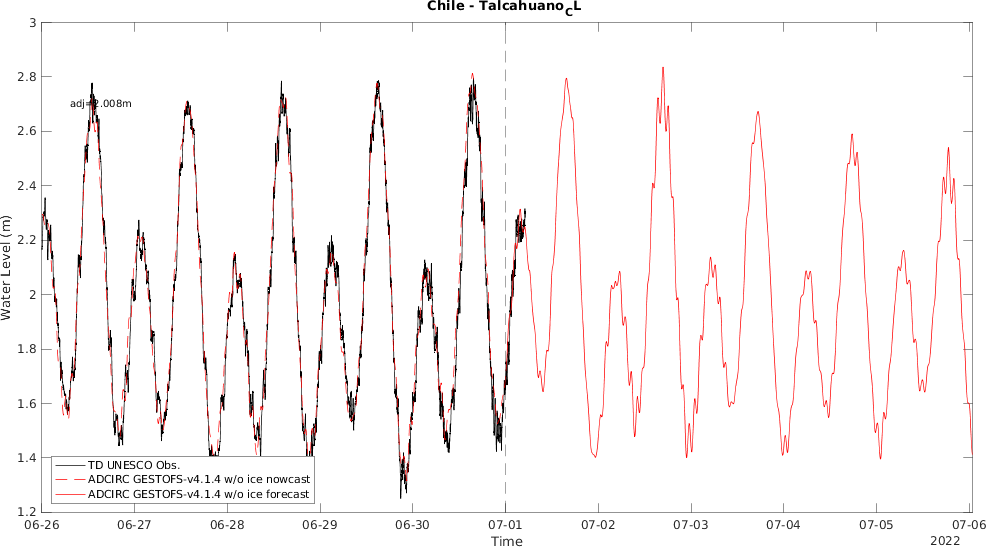 Chile - Talcahuano_CL
3
2.8
adj=2.008m
2.6
2.4
2.2
2
1.8
1.6
1.4
1.2
Water Level (m)
TD UNESCO Obs.
ADCIRC GESTOFS-v4.1.4 w/o ice nowcast
ADCIRC GESTOFS-v4.1.4 w/o ice forecast
06-26 06-27 06-28 06-29 06-30 07-01 07-02 07-03 07-04 07-05 07-06
Time
2022